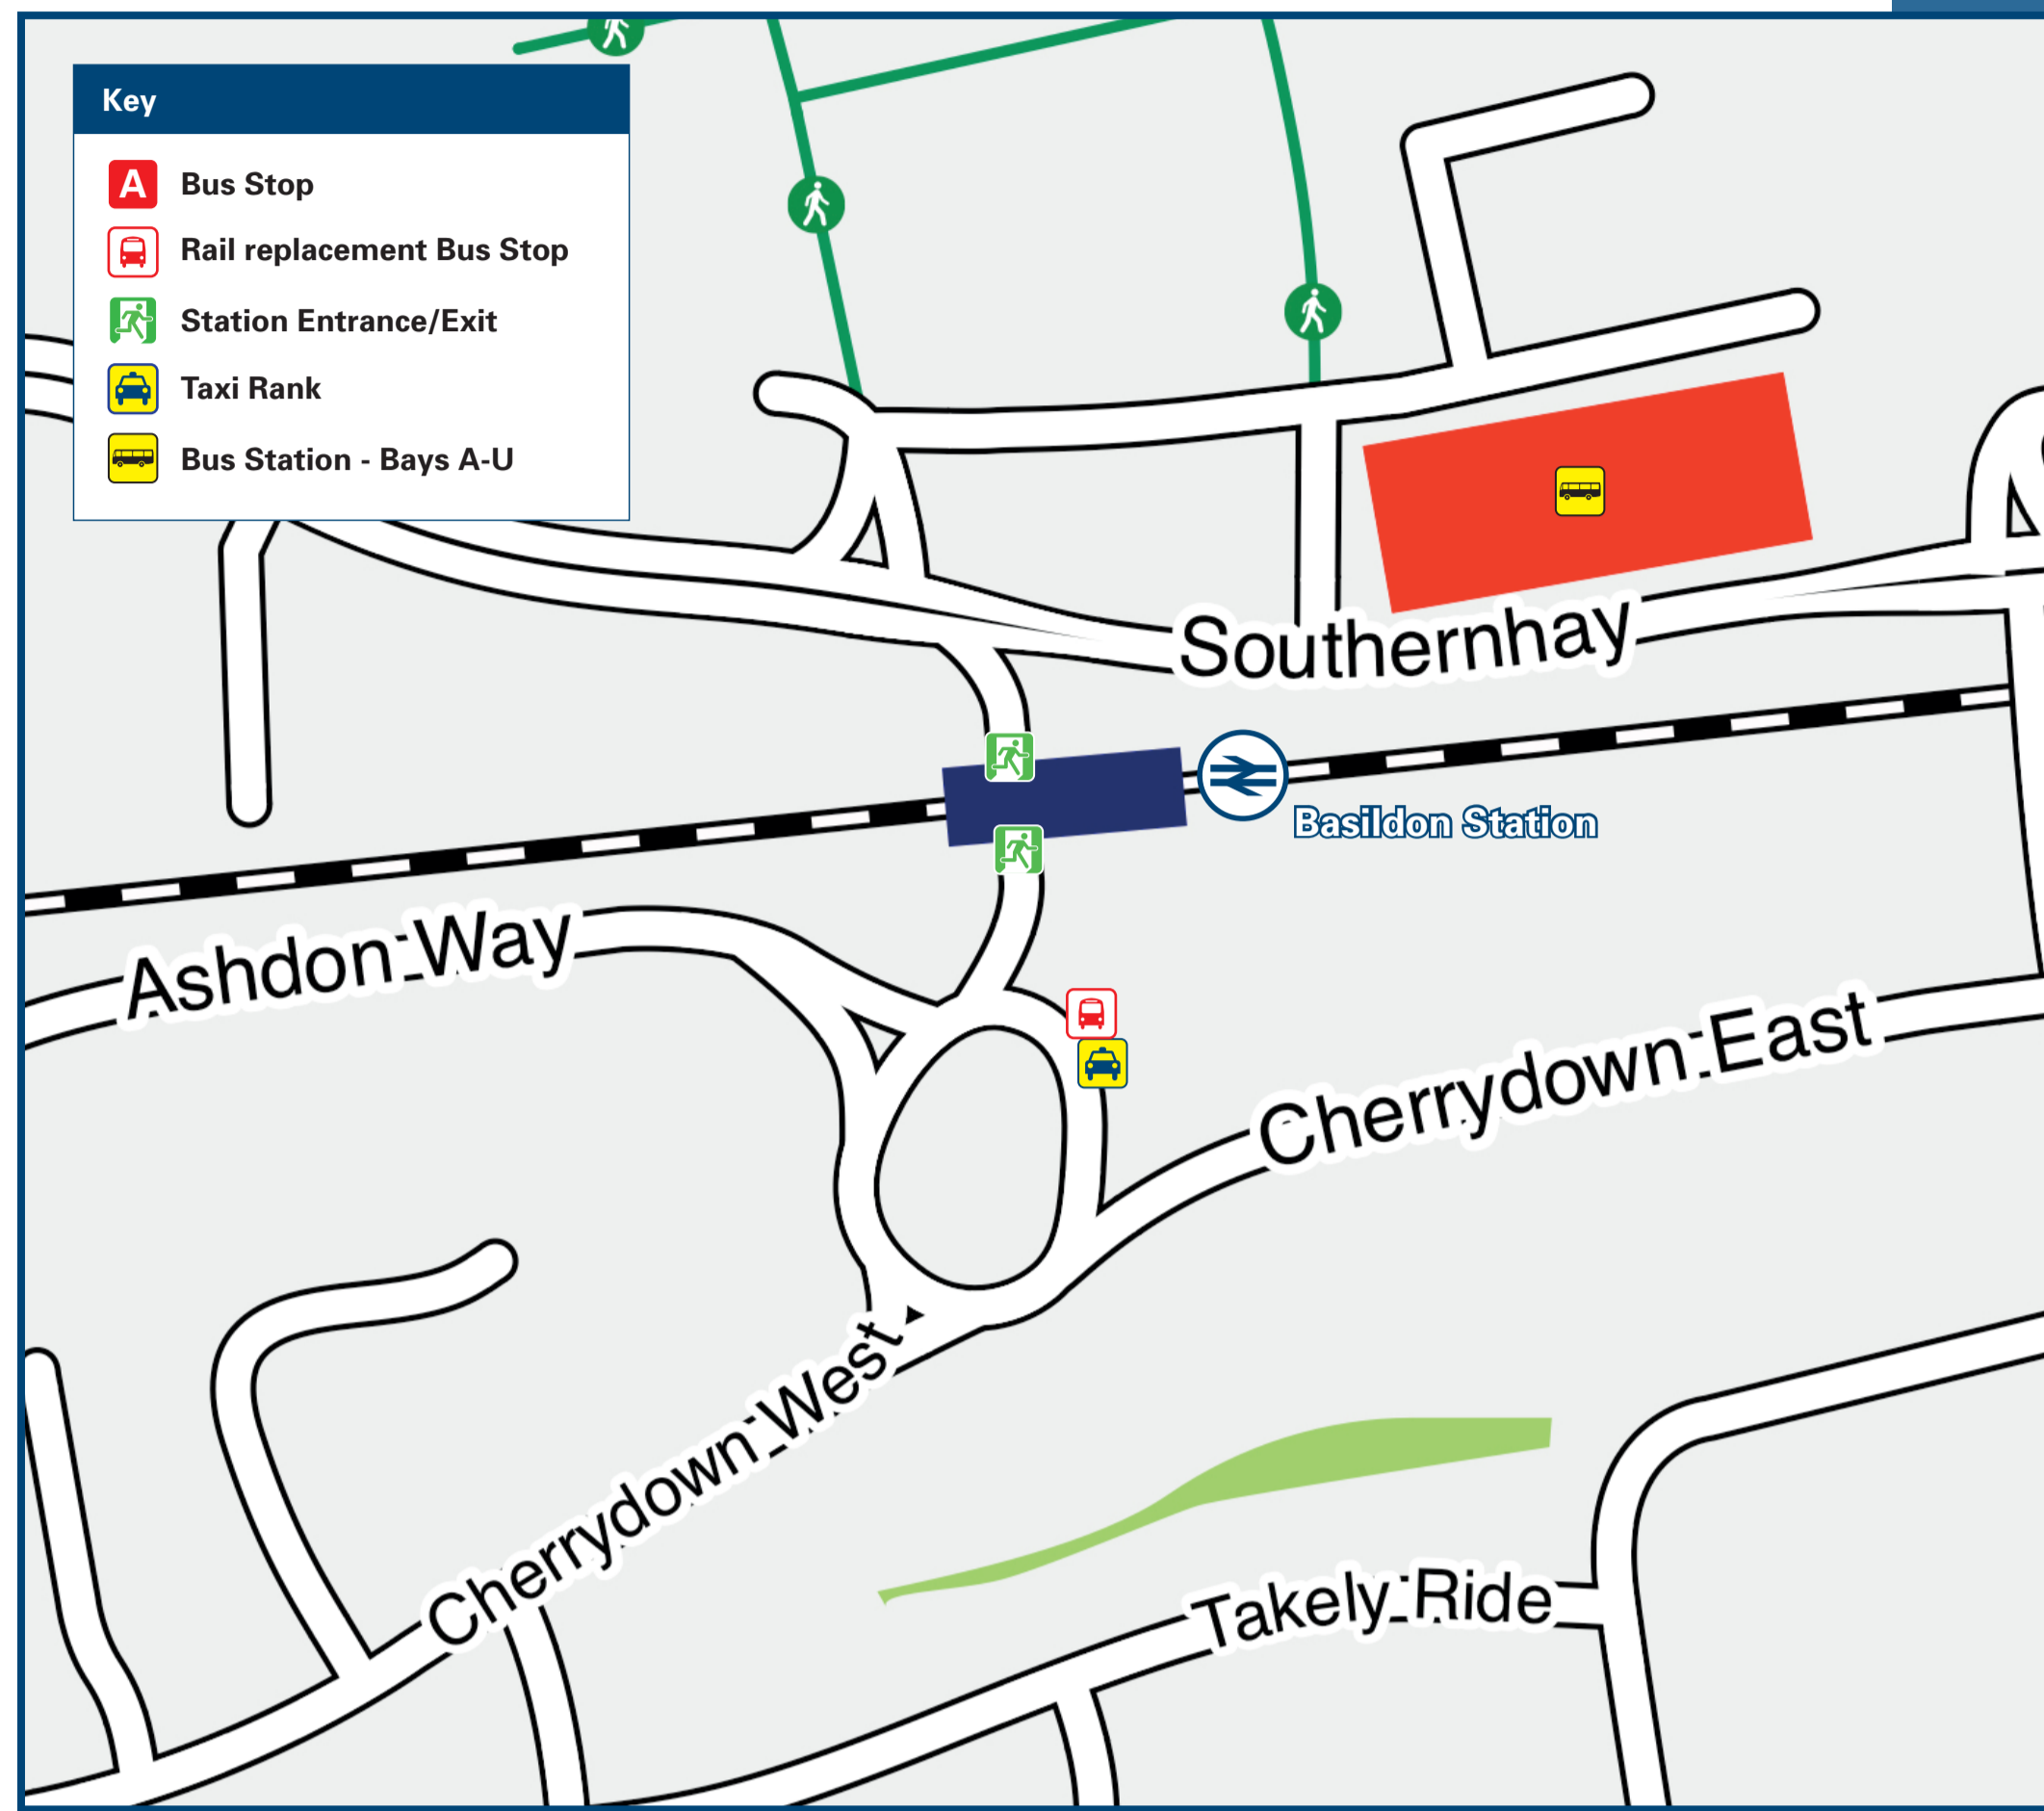 Key
A
Bus Stop
Rail replacement Bus Stop
Station Entrance/Exit
Taxi Rank
Bus Station - Bays A-U
Southernhay
Basildon Station
Ashdon Way
Cherrydown East
Cherrydown West
Takely Ride